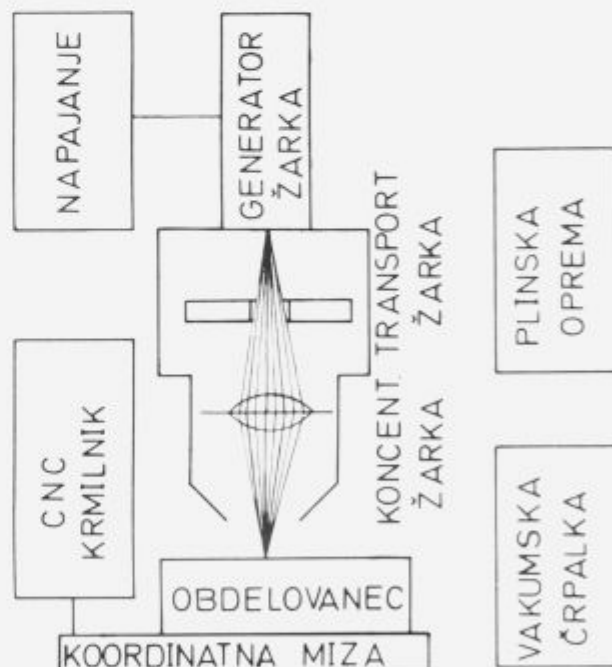 NAPAJANJE
GENERATOR
ŽARKA
TRANSPORT
ŽARKA
KONCENT.
ŽARKA
PLINSKA
OPREMA
CNC
KRMILNIK
VAKUMSKA
ČRPALKA
OBDELOVANEC
KOORDINATNA MIZA